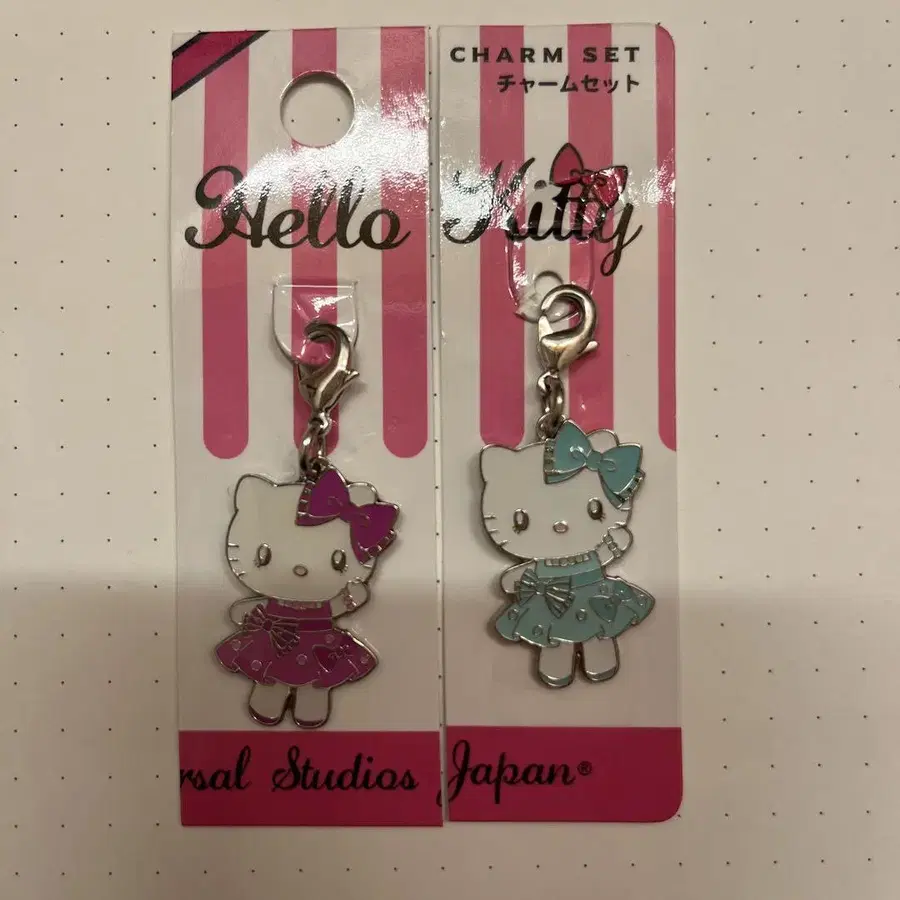 CHARM SET
チャームセット
Hello Kitty
rsal Studios Japan®